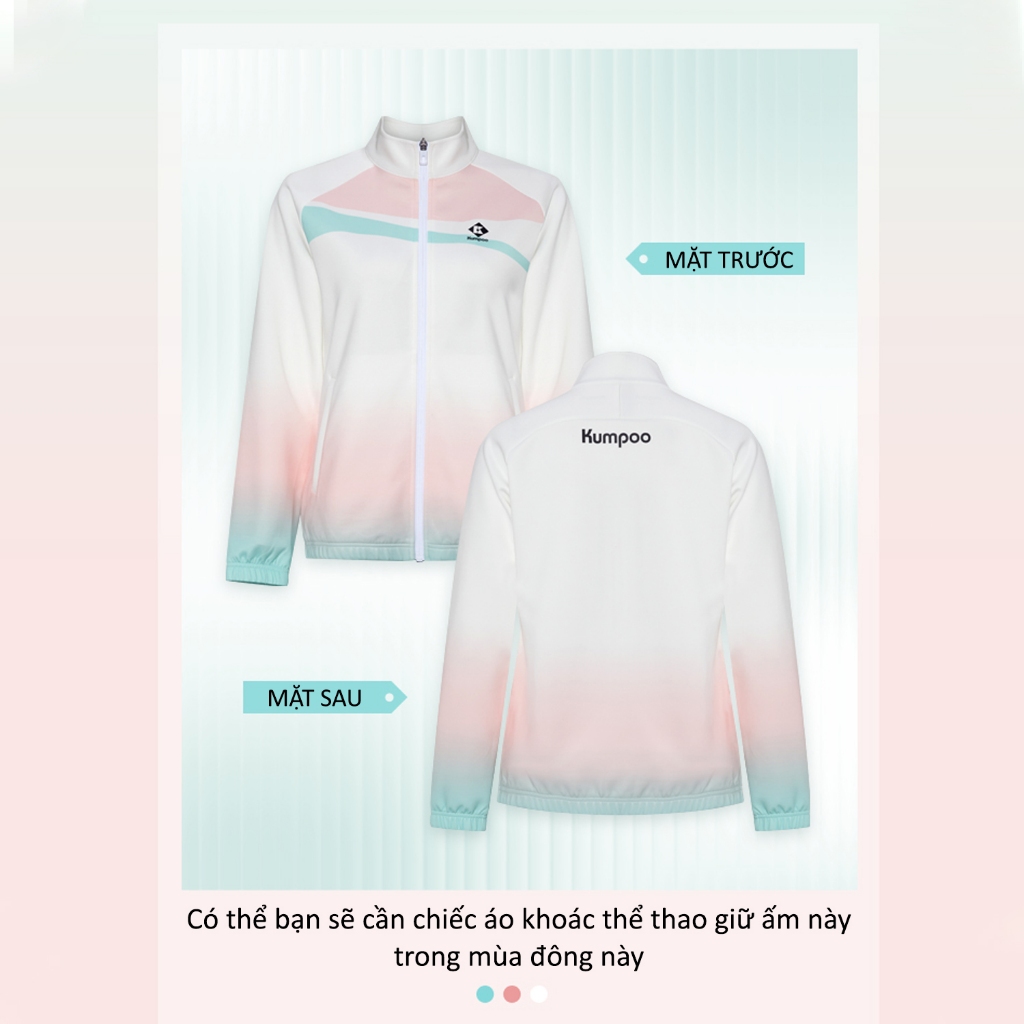 Kumpoo
MẶT TRƯỚC
Kumpoo
MẶT SAU
Có thể bạn sẽ cần chiếc áo khoác thể thao giữ ấm này
trong mùa đông này